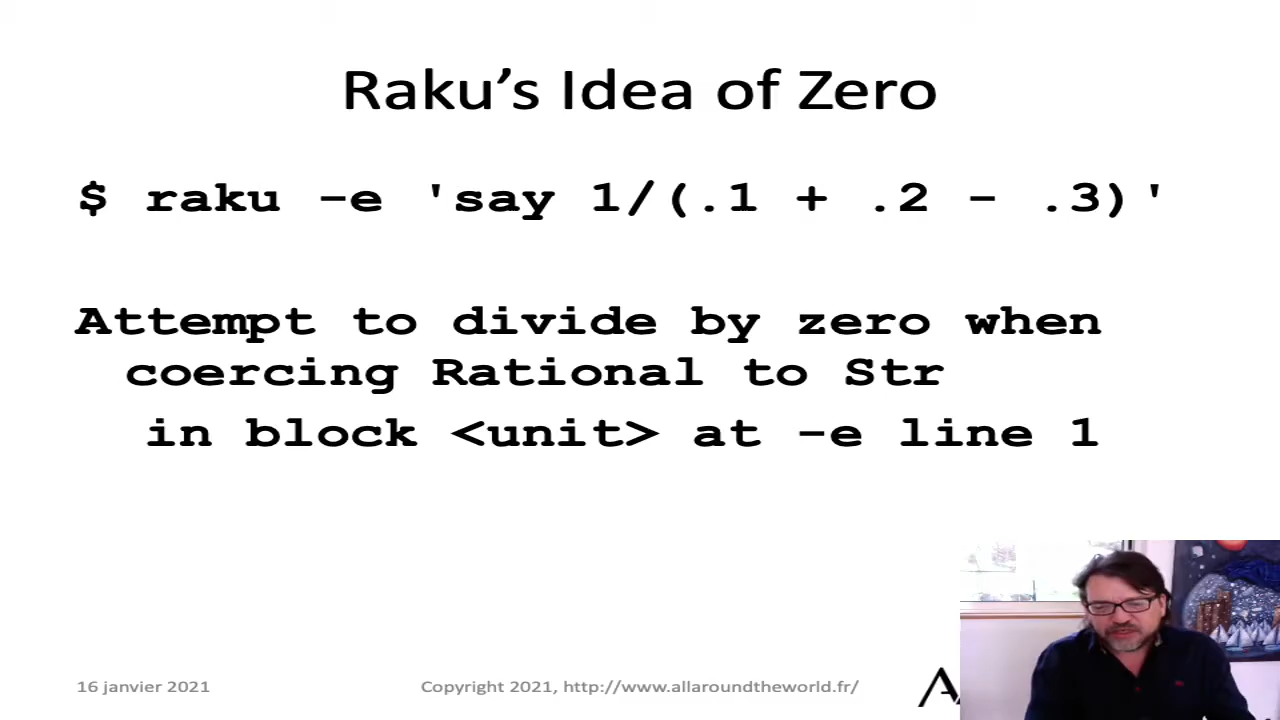 Raku’s Idea of Zero
$ raku –e 'say 1/(.1 + .2 – .3)'
Attempt to divide by zero when
coercing Rational to Str
in block <unit> at –e line 1
16 janvier 2021
Copyright 2021, http://www.allaroundtheworld.fr/